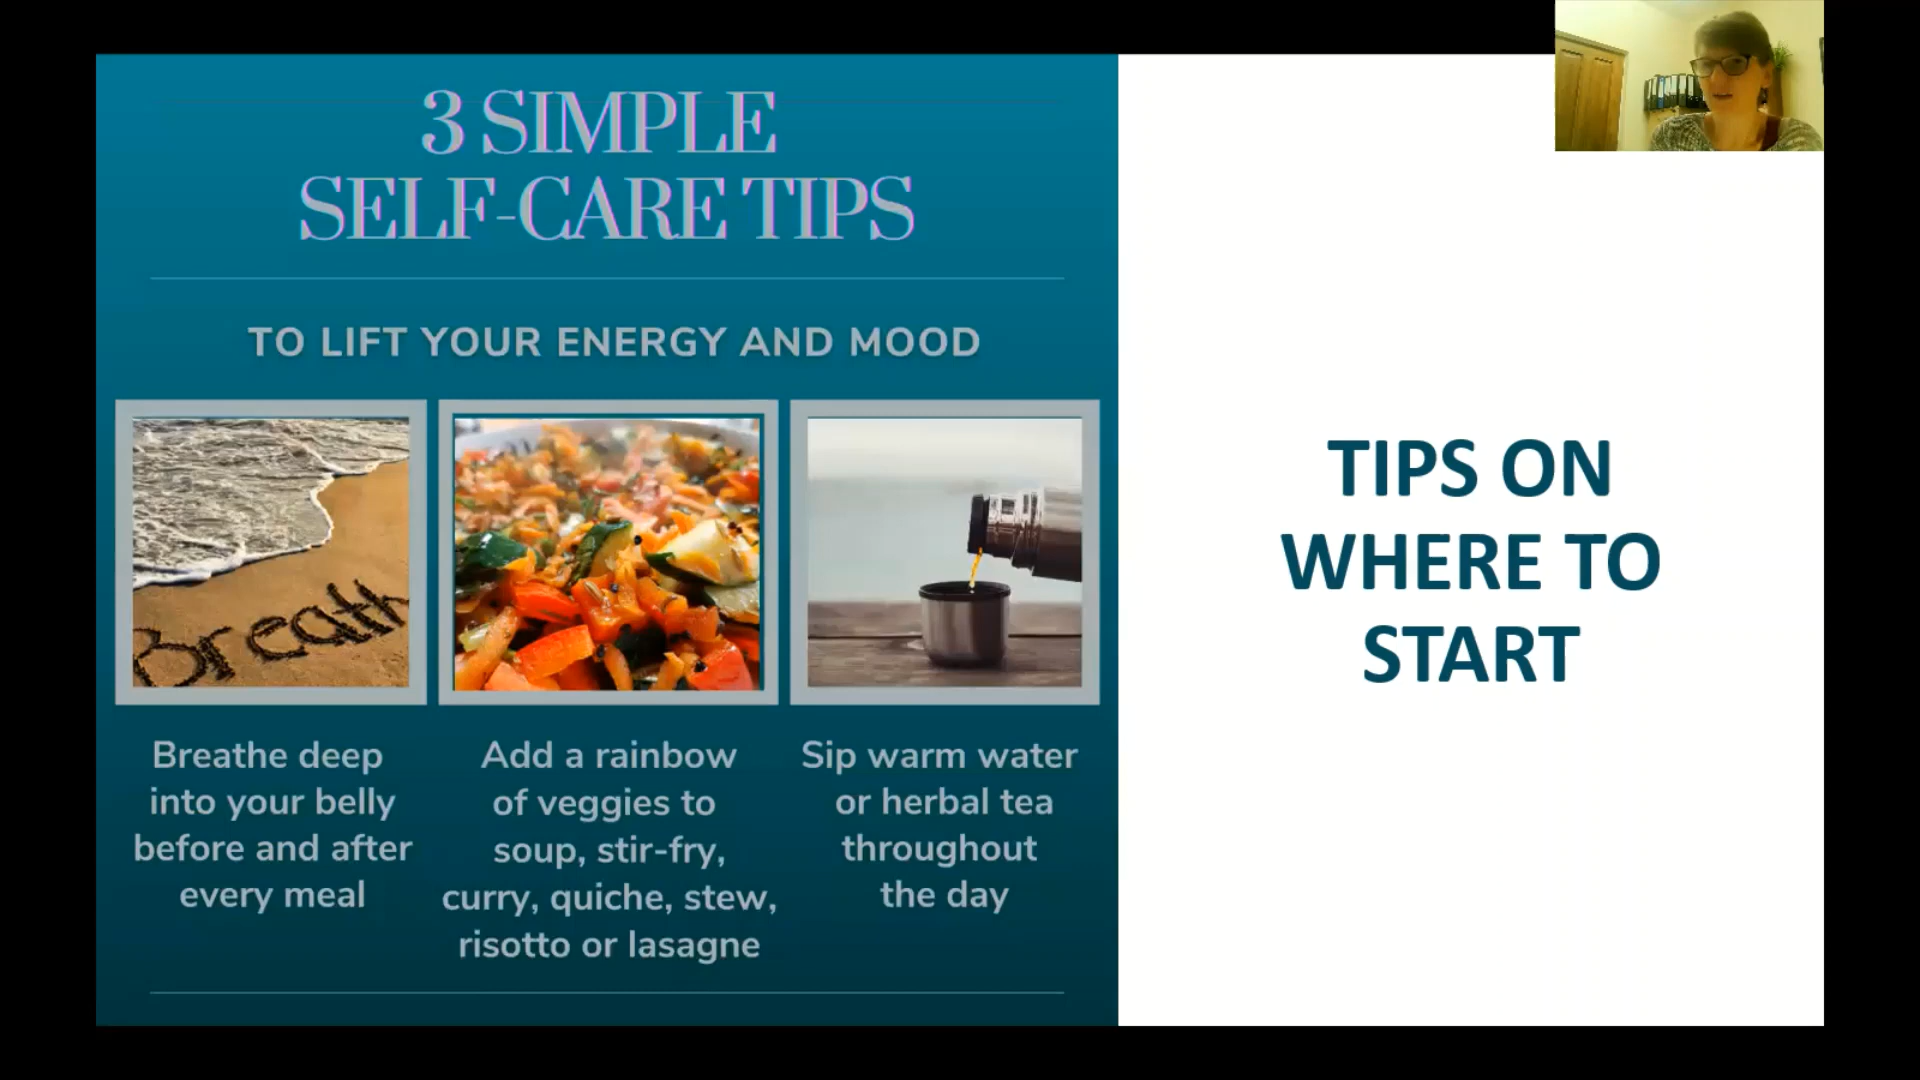 3 SIMPLE
SELF-CARE TIPS
TO LIFT YOUR ENERGY AND MOOD
Breath
Breathe deep
into your belly
before and after
every meal
Add a rainbow
of veggies to
soup, stir-fry,
curry, quiche, stew,
risotto or lasagne
Sip warm water
or herbal tea
throughout
the day
TIPS ON
WHERE TO
START